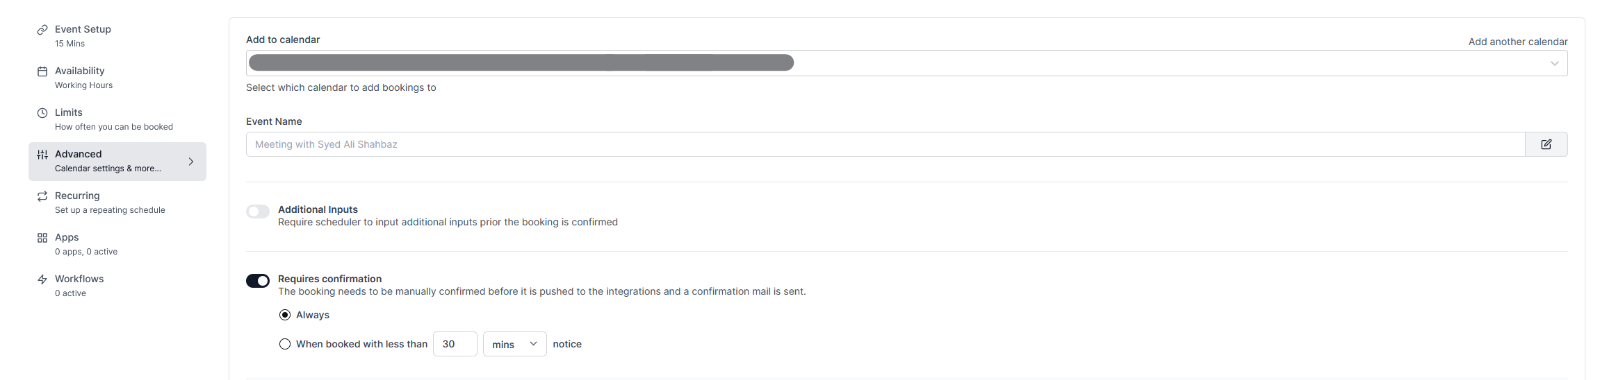 Event Setup
15 Mins
Availability
Working Hours
Limits
How often you can be booked
Advanced
Calendar settings & more...
Recurring
Set up a repeating schedule
Apps
0 apps, 0 active
Workflows
0 active
Add to calendar
Add another calendar
Select which calendar to add bookings to
Event Name
Meeting with Syed Ali Shahbaz
Additional Inputs
Require scheduler to input additional inputs prior the booking is confirmed
Requires confirmation
The booking needs to be manually confirmed before it is pushed to the integrations and a confirmation mail is sent.
Always
When booked with less than 30 mins notice